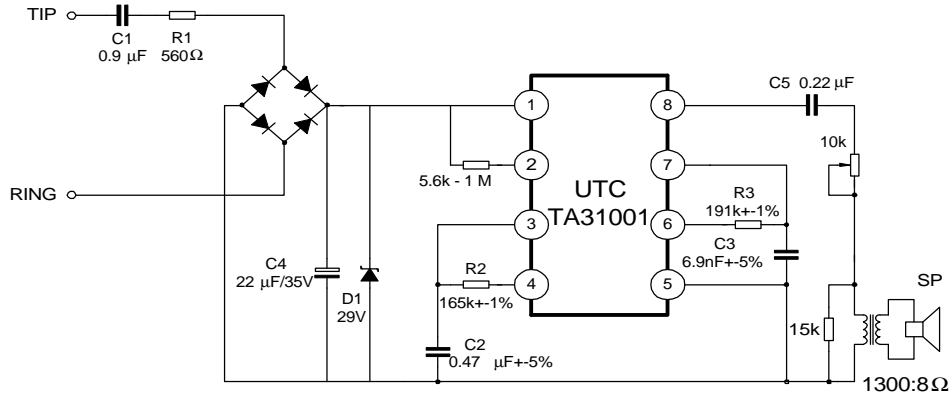 TIP
C1
0.9 μF
R1
560Ω
RING
C4
22 μF/35V
D1
29V
5.6k - 1 M
R2
165k+-1%
C2
0.47 μF+-5%
1
2
3
4
UTC
TA31001
8
7
6
5
C5 0.22 μF
10k
R3
191k+-1%
C3
6.9nF+-5%
15k
SP
1300:8Ω